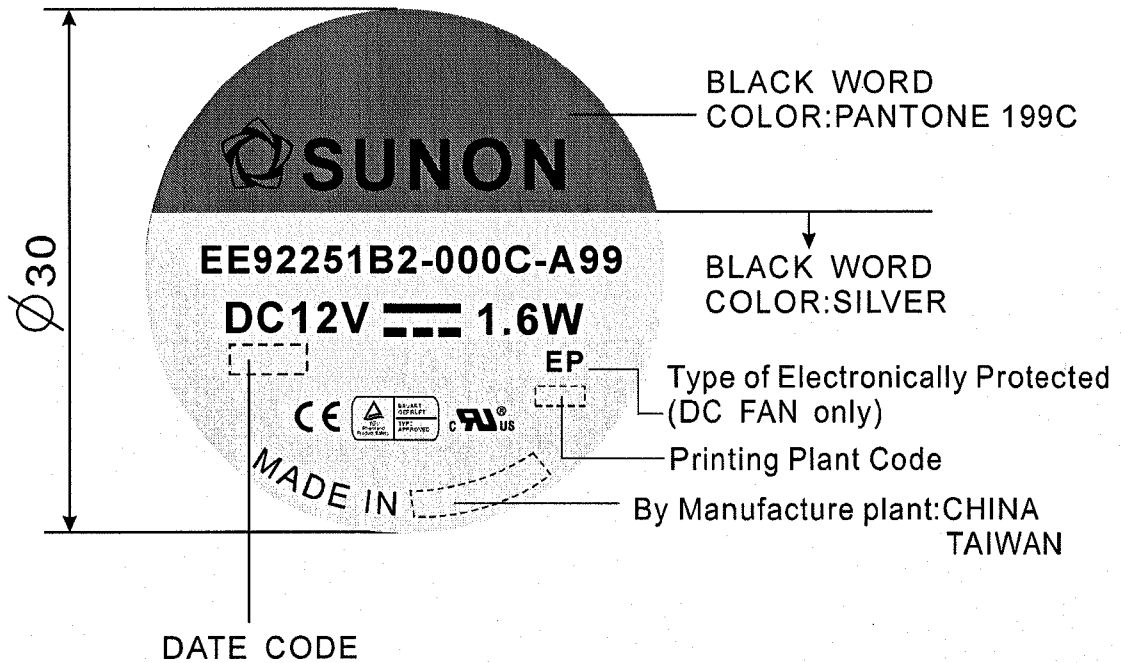 BLACK WORD
COLOR:PANTONE 199C
SUNON
Ø30
EE92251B2-000C-A99
BLACK WORD
COLOR:SILVER
DC12V 1.6W
EP
Type of Electronically Protected
(DC FAN only)
CE
TYPE
APPROVED
C US
®
Printing Plant Code
MADE IN
By Manufacture plant:CHINA
TAIWAN
DATE CODE